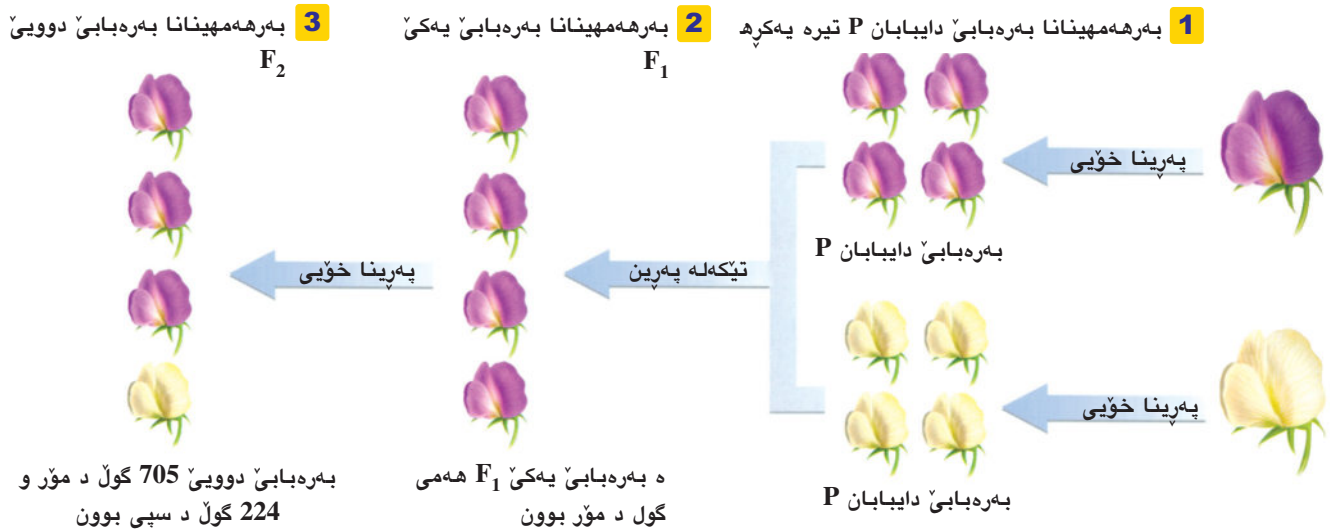 1 بەرهەمهینانا بەرەبابێ دایبابان P تیرە یەکڕە
پەڕینا خۆیی
بەرەبابێ دایبابان P
پەڕینا خۆیی
بەرەبابێ دایبابان P
2 بەرهەمهینانا بەرەبابێ یەکێ
F₁
تێکەلە پەڕین
ە بەرەبابێ یەکێ F₁ هەمی
گول د مۆر بوون
3 بەرهەمهینانا بەرەبابێ دوویێ
F₂
پەڕینا خۆیی
بەرەبابێ دوویێ 705 گوڵ د مۆر و
224 گوڵ د سپی بوون